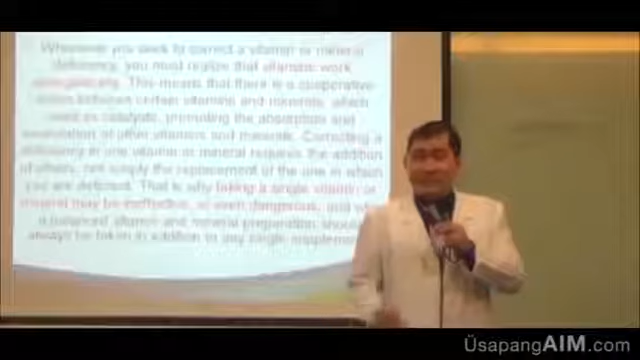 Whenever you seek to correct a vitamin or mineral
deficiency, you must realize that vitamins work
synergistically. This means that there is a cooperative
action between certain vitamins and minerals, which
work as catalysts, promoting the absorption and
assimilation of other vitamins and minerals. Correcting a
deficiency in one vitamin or mineral requires the addition
of others, not simply the replacement of the one in which
you are deficient. That is why taking a single vitamin or
mineral may be ineffective, or even dangerous, and why
a balanced vitamin and mineral preparation should
always be taken in addition to any single supplement
ÜsapangAIM.com